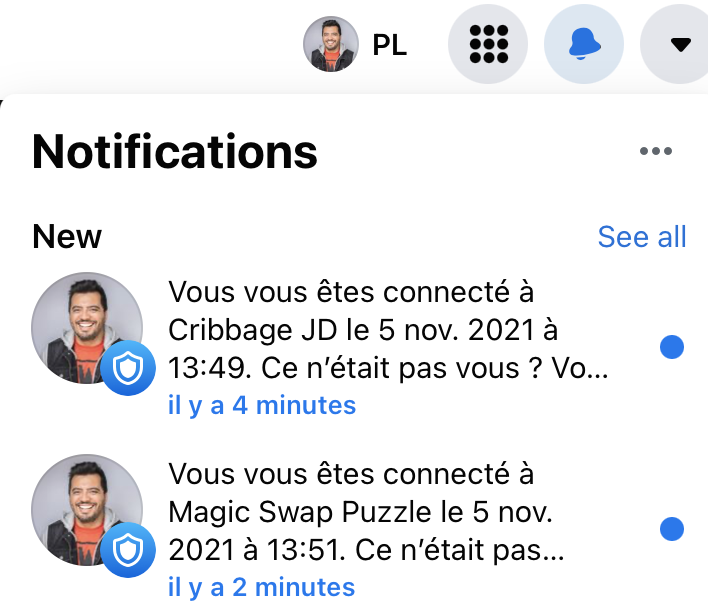 PL
Notifications
New
See all
Vous vous êtes connecté à
Cribbage JD le 5 nov. 2021 à
13:49. Ce n’était pas vous ? Vo...
il y a 4 minutes
Vous vous êtes connecté à
Magic Swap Puzzle le 5 nov.
2021 à 13:51. Ce n’était pas...
il y a 2 minutes